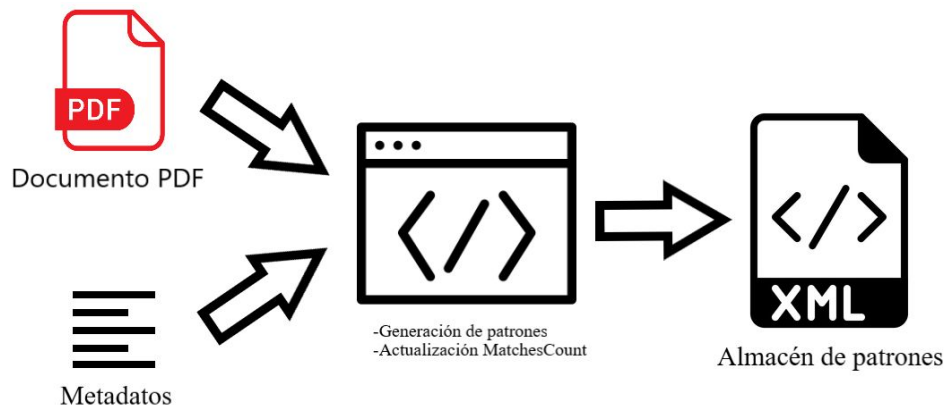 PDF
Documento PDF
Metadatos
-Generación de patrones
-Actualización MatchesCount
XML
Almacén de patrones